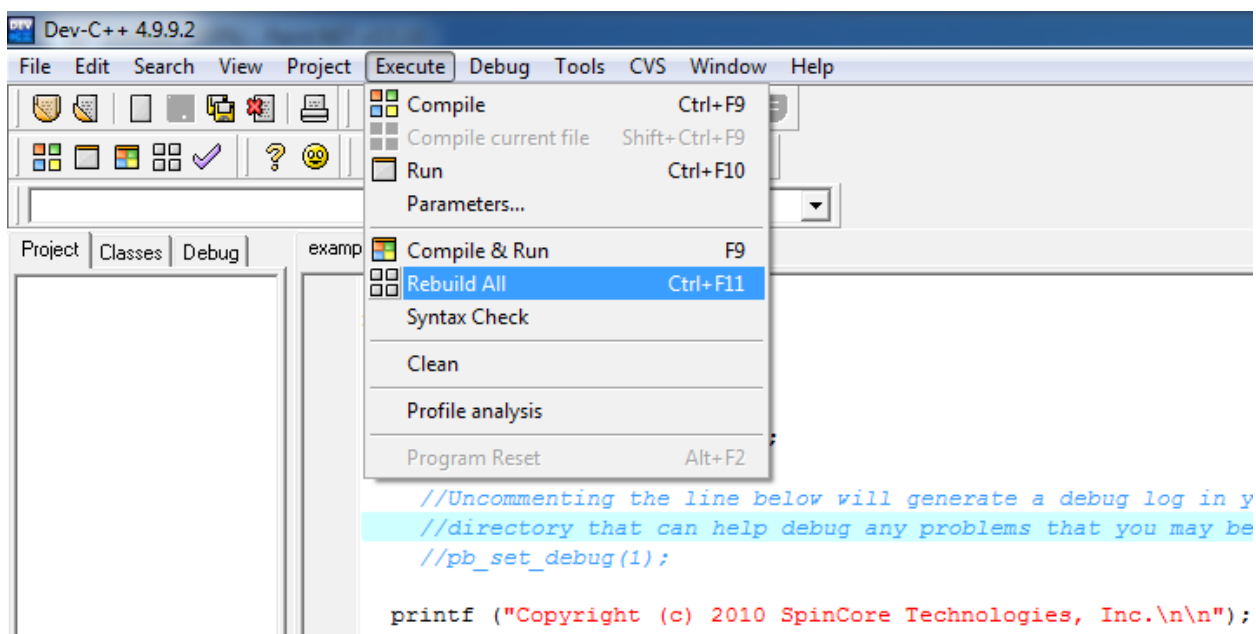 Dev-C++ 4.9.9.2
File Edit Search View Project Execute Debug Tools CVS Window Help
Compile Ctrl+F9
Compile current file Shift+Ctrl+F9
Run Ctrl+F10
Parameters...
Project Classes Debug examp
Compile & Run F9
Rebuild All Ctrl+F11
Syntax Check
Clean
Profile analysis
;
Program Reset Alt+F2
//Uncommenting the line below will generate a debug log in y
//directory that can help debug any problems that you may be
//pb_set_debug(1);
printf ("Copyright (c) 2010 SpinCore Technologies, Inc.\n\n");